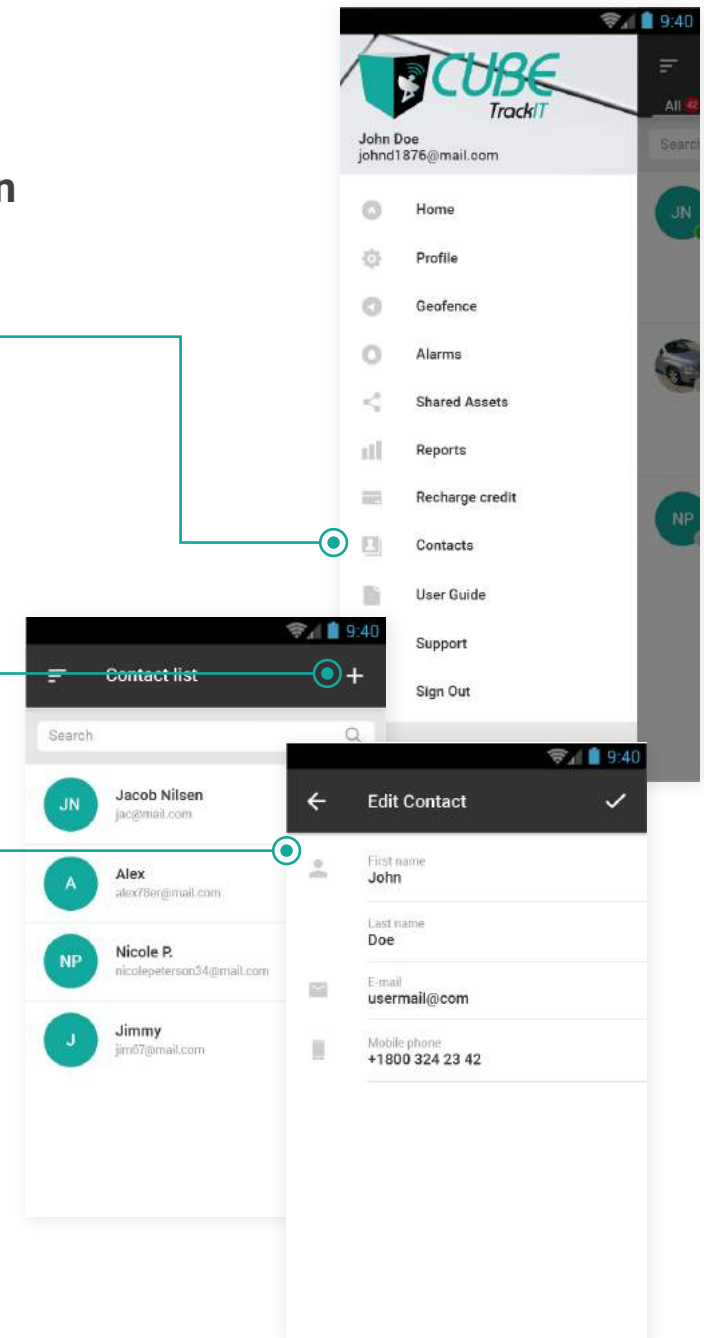 9:40
n
CUBE
TrackIT
John Doe
johnd1876@mail.com
All 42
Search
Home
JN
Profile
Geofence
Alarms
Shared Assets
Reports
Recharge credit
NP
Contacts
User Guide
Support
Sign Out
9:40
Contact list
Search
JN
Jacob Nilsen
jac@mail.com
A
Alex
alex78er@mail.com
NP
Nicole P.
nicolepeterson34@mail.com
J
Jimmy
jim67@mail.com
9:40
Edit Contact
First name
John
Last name
Doe
E-mail
usermail@com
Mobile phone
+1800 324 23 42